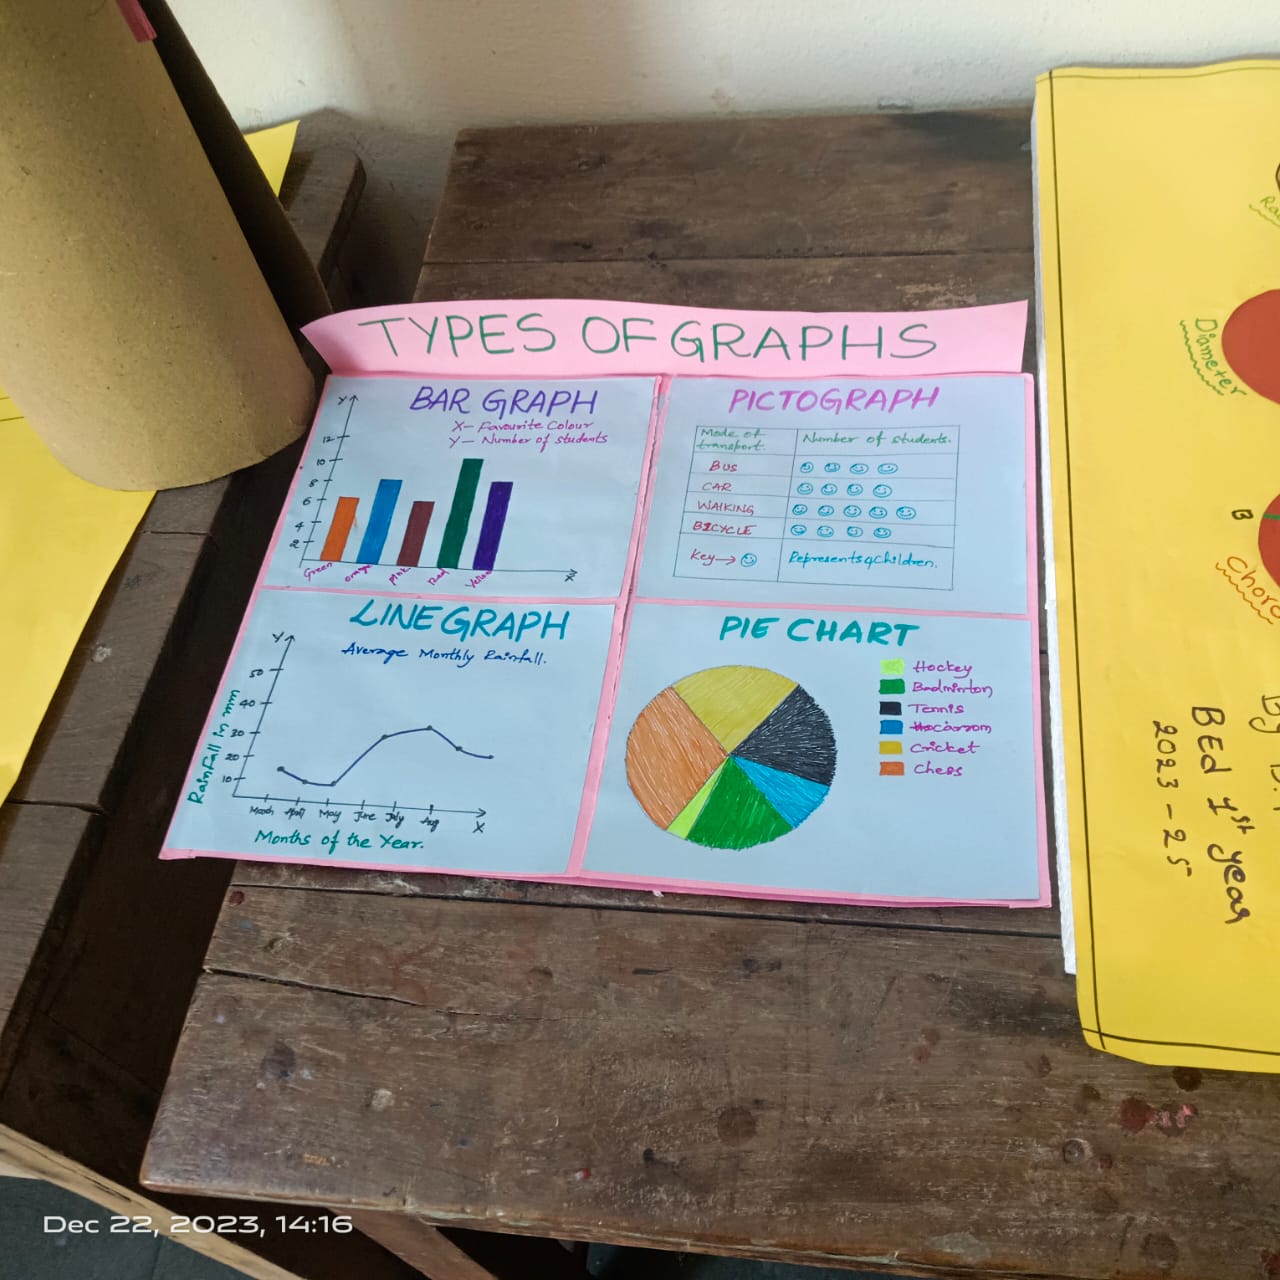 TYPES OF GRAPHS
BAR GRAPH
X- Favourite Colour
Y- Number of students
Y
12
10
8
6
4
2
Green
orange
pink
Red
Yellow
X
PICTOGRAPH
Mode of transport. Number of students.
BUS
CAR
WALKING
BICYCLE
Key→ Represents 4 children.
LINE GRAPH
Average Monthly Rainfall.
Y
50
40
30
20
10
Rainfall in mm
March April May June July Aug
X
Months of the Year.
PIE CHART
Hockey
Badminton
Tennis
carrom
Cricket
Chess
Diameter
B
Chord
BEd 1st year
2023-25
Dec 22, 2023, 14:16